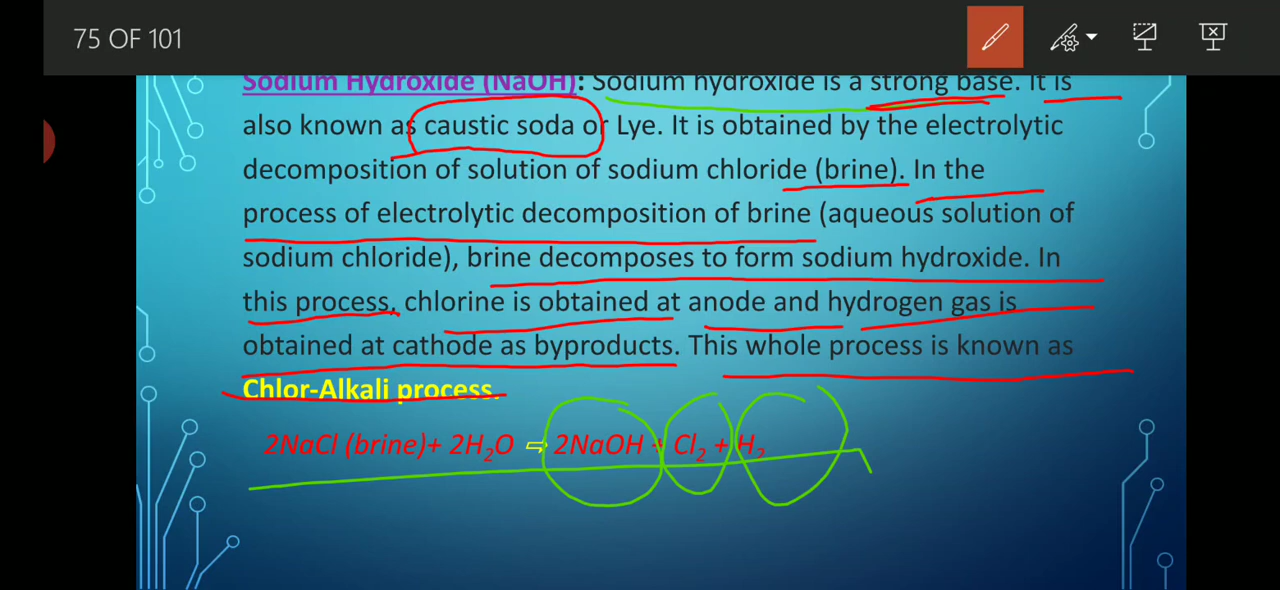 75 OF 101
Sodium Hydroxide (NaOH): Sodium hydroxide is a strong base. It is
also known as caustic soda or Lye. It is obtained by the electrolytic
decomposition of solution of sodium chloride (brine). In the
process of electrolytic decomposition of brine (aqueous solution of
sodium chloride), brine decomposes to form sodium hydroxide. In
this process, chlorine is obtained at anode and hydrogen gas is
obtained at cathode as byproducts. This whole process is known as
Chlor-Alkali process.
2NaCl (brine)+ 2H₂O ⇨ 2NaOH + Cl₂ + H₂